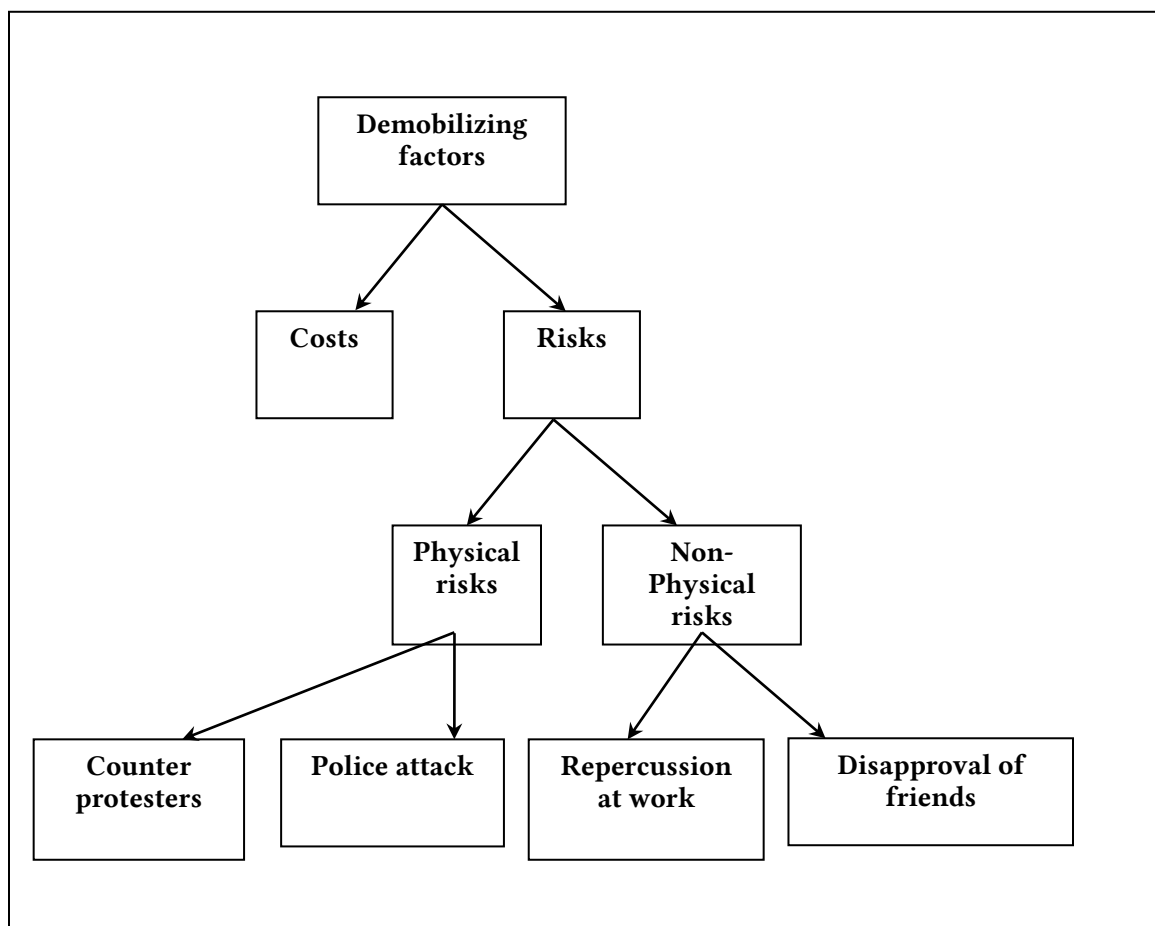 Demobilizing
factors
Costs
Risks
Physical
risks
Non-
Physical
risks
Counter
protesters
Police attack
Repercussion
at work
Disapproval of
friends